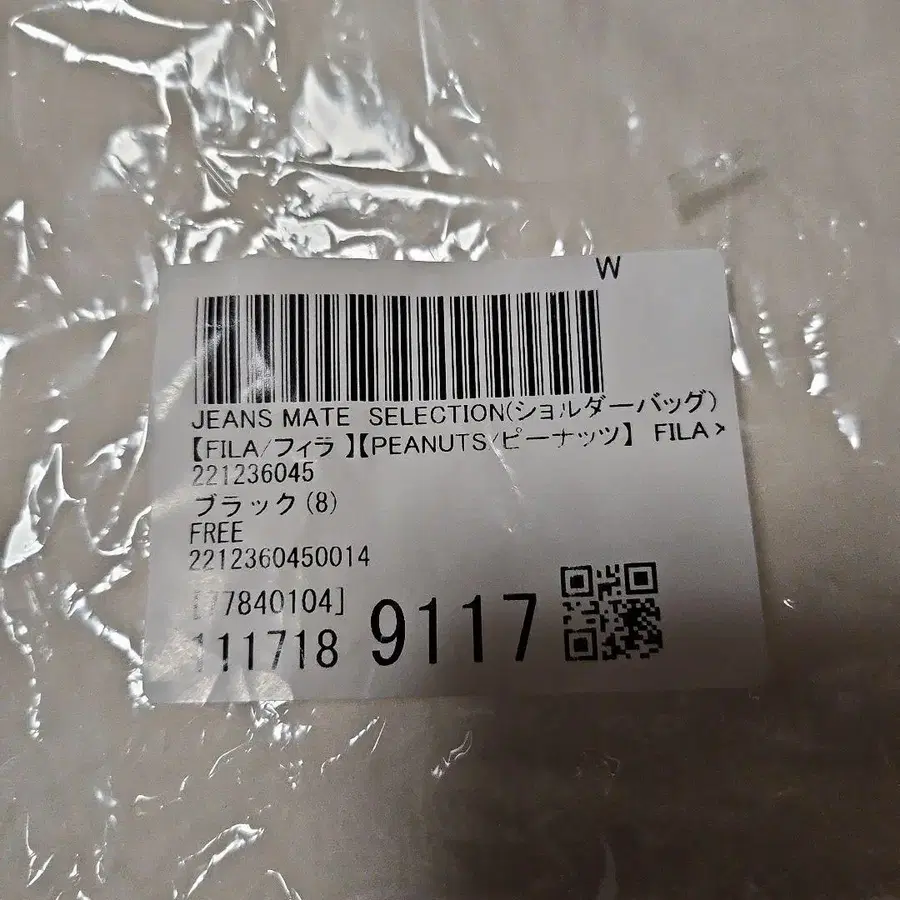 W
JEANS MATE SELECTION(ショルダーバッグ)
【FILA/フィラ 】【PEANUTS/ピーナッツ】 FILA>
221236045
ブラック(8)
FREE
2212360450014
[77840104]
111718 9117